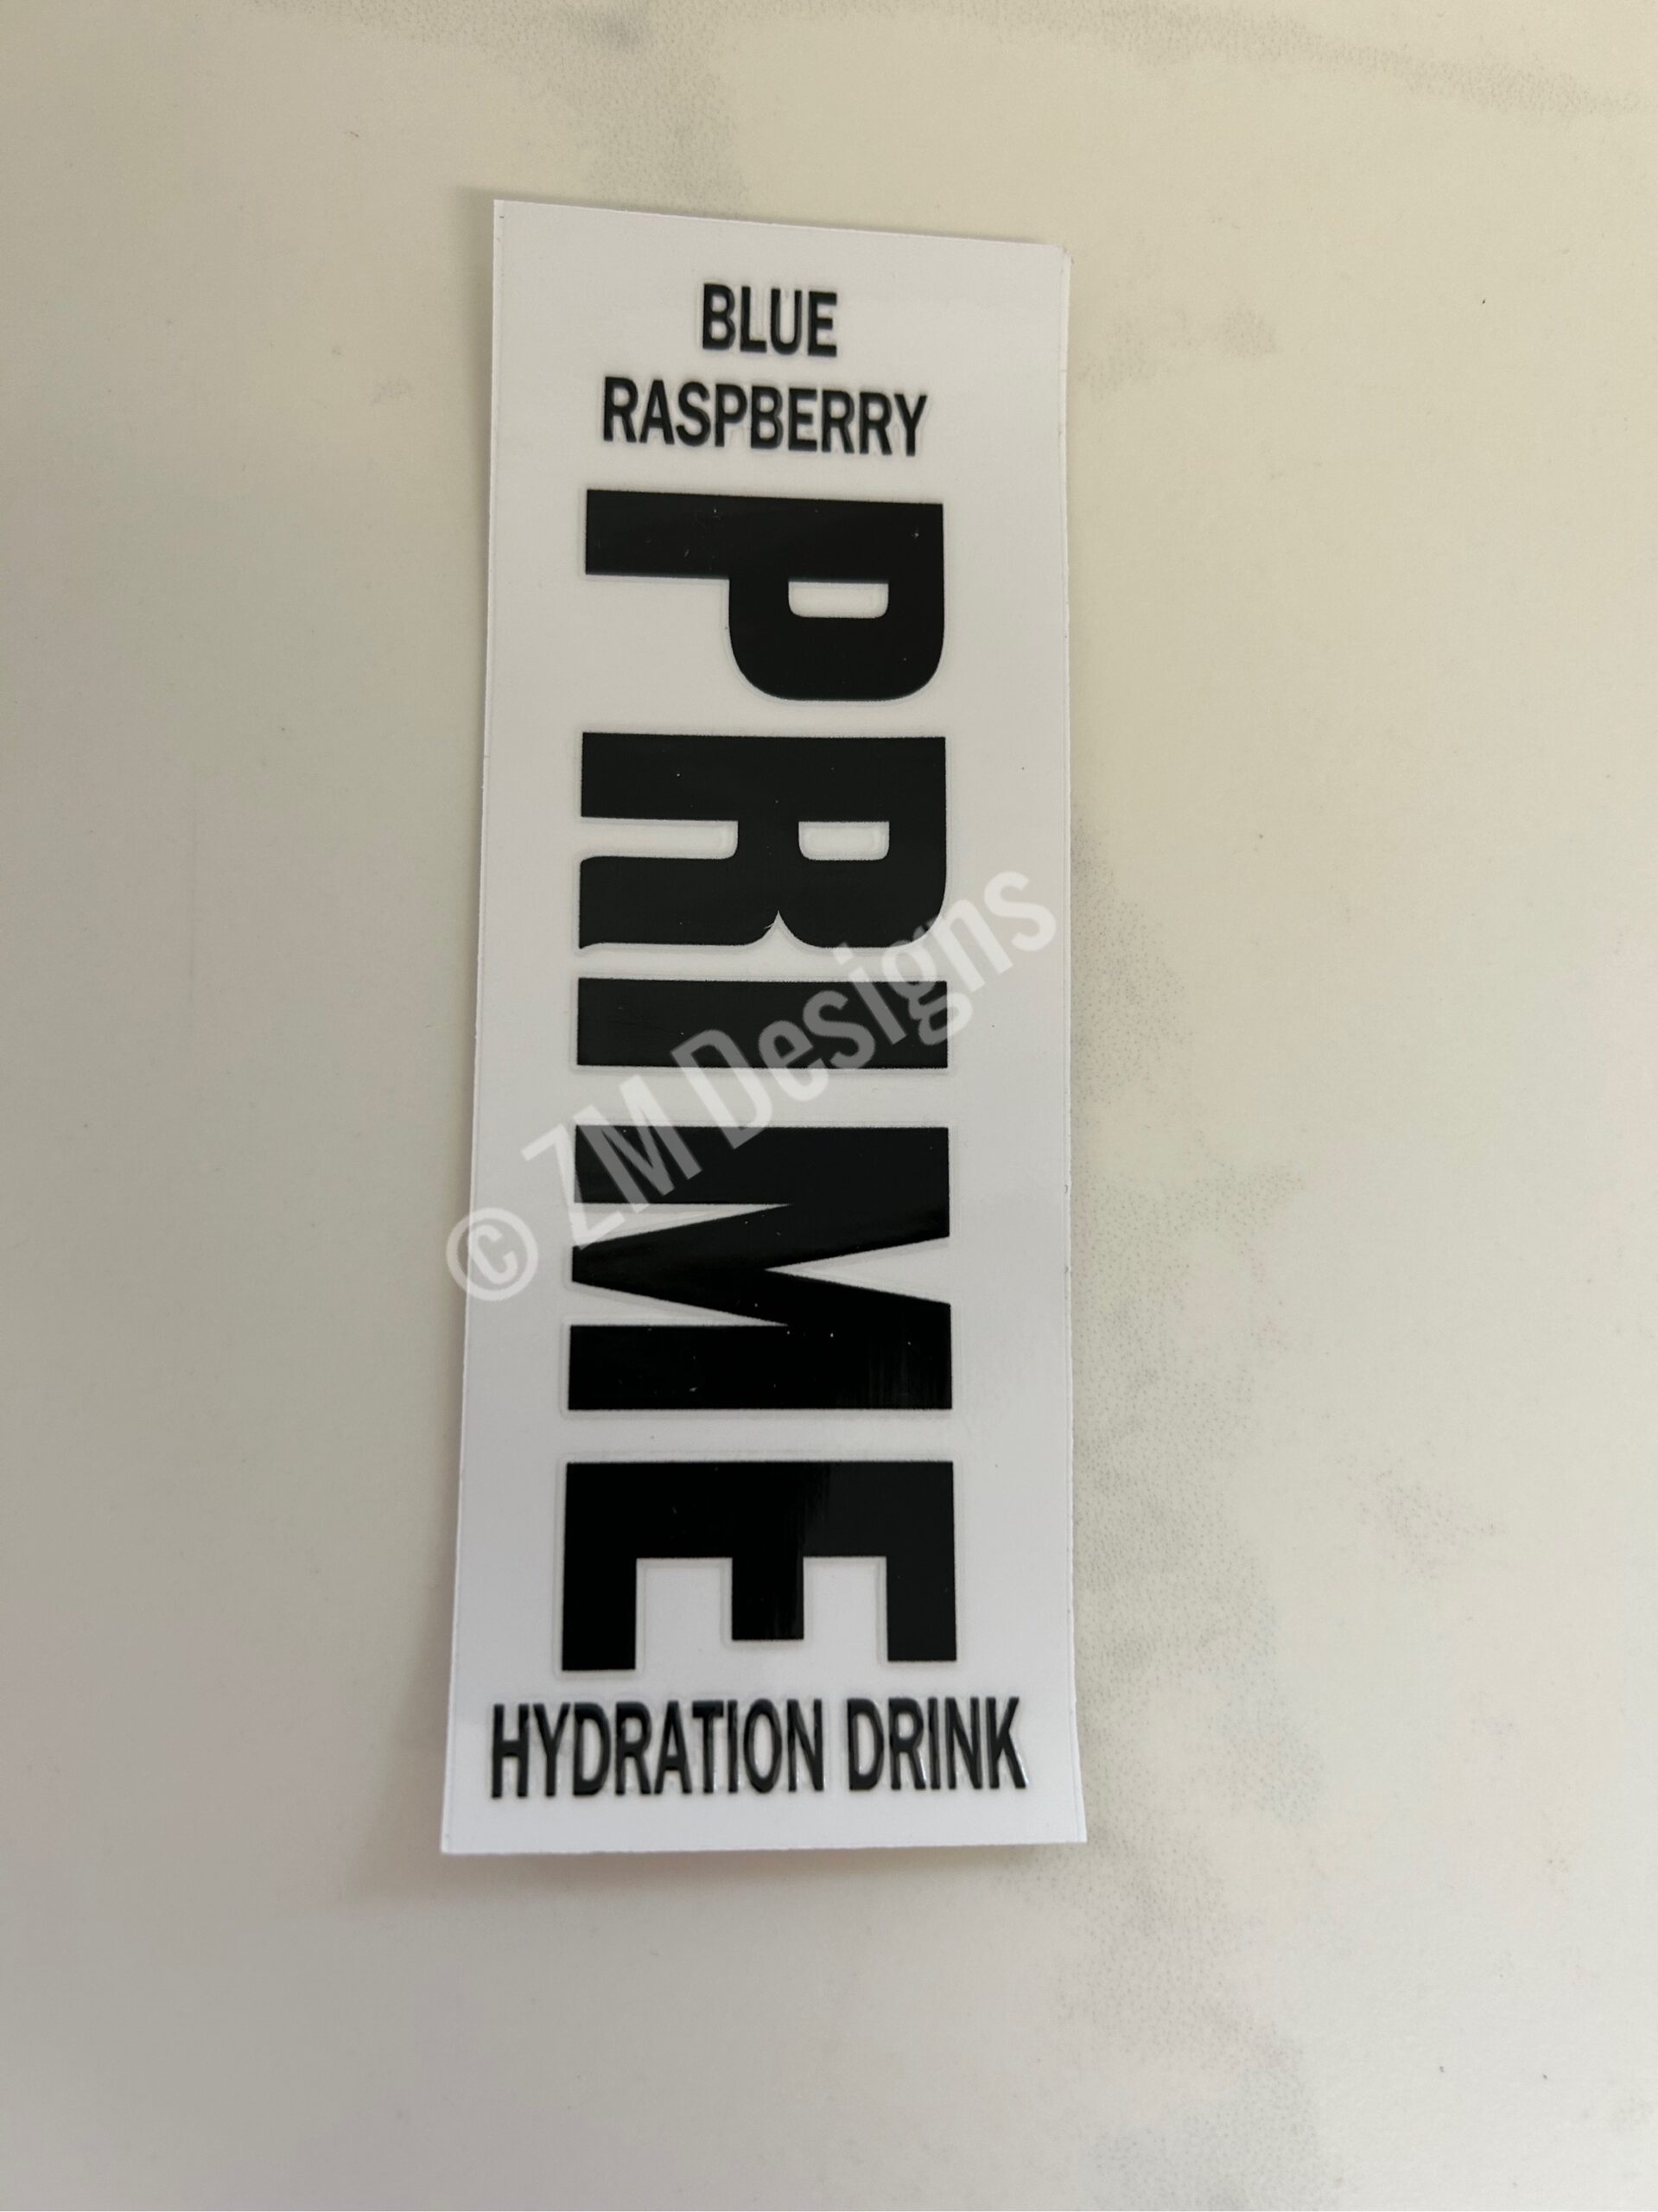 BLUE
RASPBERRY
PRIME
HYDRATION DRINK
© ZM Designs